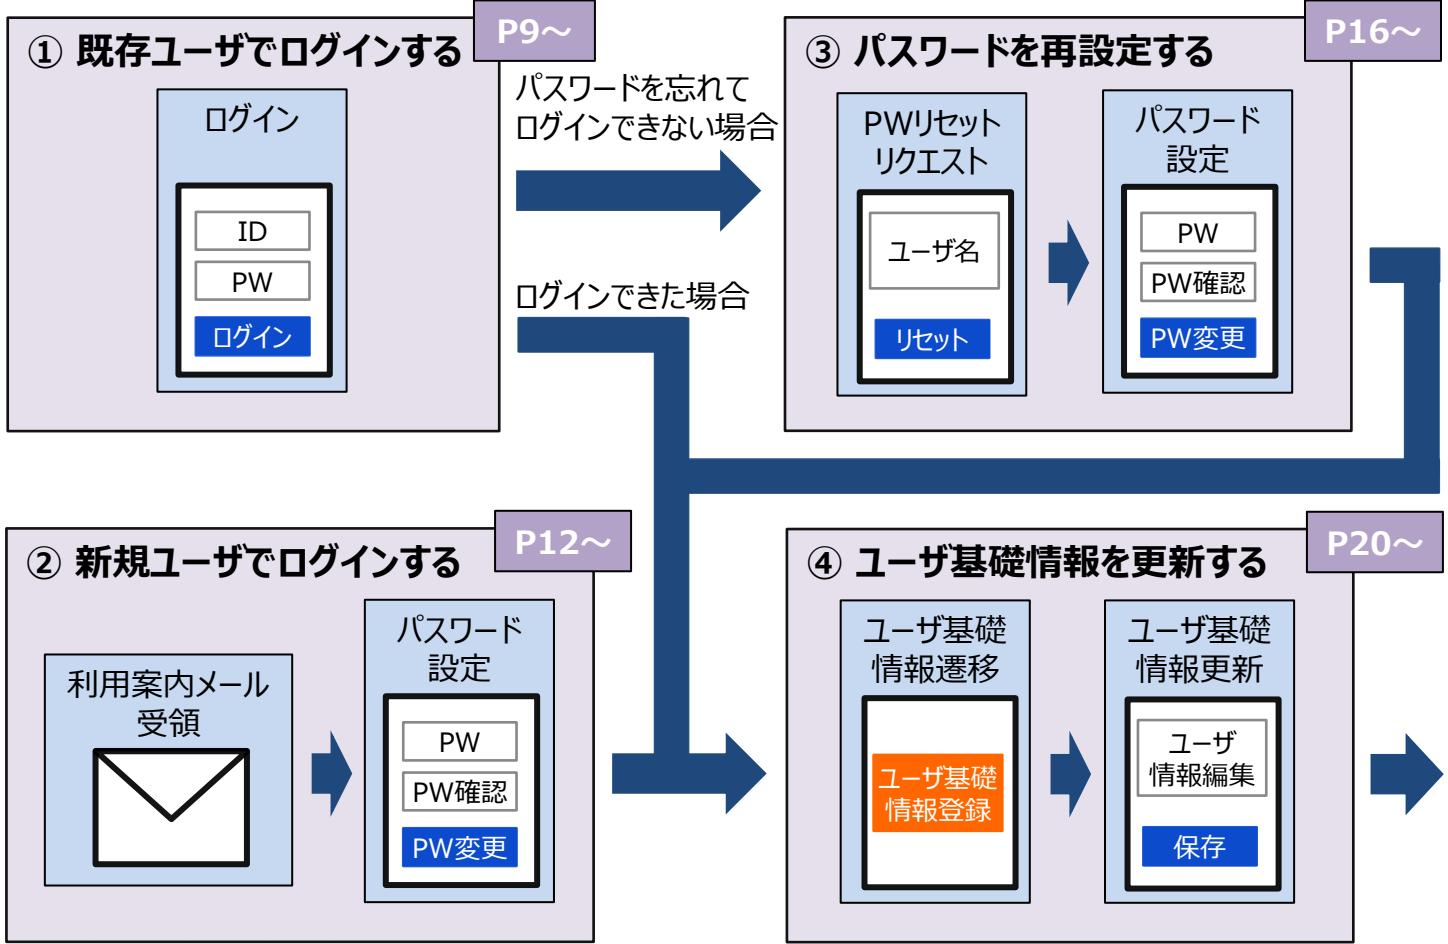 ① 既存ユーザでログインする
P9～
ログイン
ID
PW
ログイン
パスワードを忘れて
ログインできない場合
ログインできた場合
③ パスワードを再設定する
P16～
PWリセット
リクエスト
ユーザ名
リセット
パスワード
設定
PW
PW確認
PW変更
② 新規ユーザでログインする
P12～
利用案内メール
受領
パスワード
設定
PW
PW確認
PW変更
④ ユーザ基礎情報を更新する
P20～
ユーザ基礎
情報遷移
ユーザ基礎
情報登録
ユーザ基礎
情報更新
ユーザ
情報編集
保存